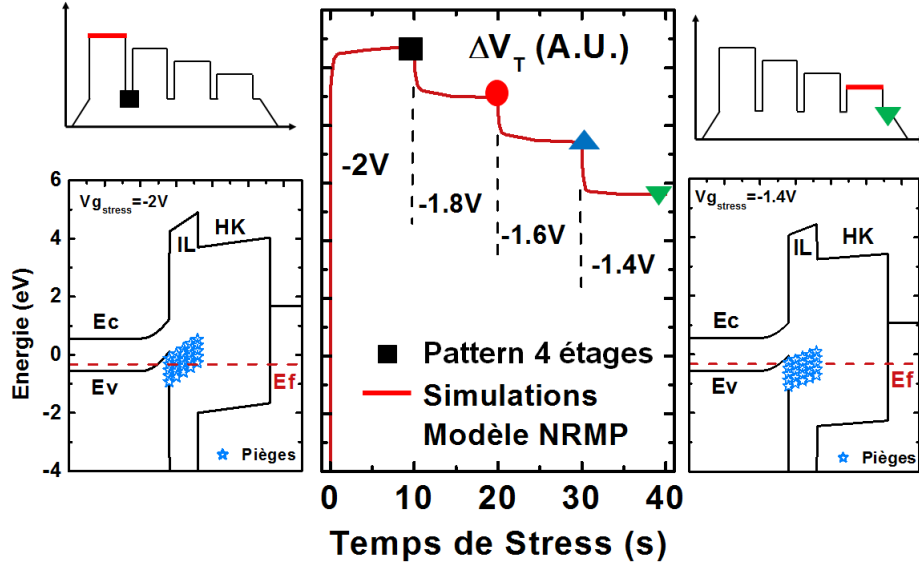 ΔV_T (A.U.)
-2V
-1.8V
-1.6V
-1.4V
Pattern 4 étages
Simulations
Modèle NRMP
0
10
20
30
40
Temps de Stress (s)
Energie (eV)
6
4
2
0
-2
-4
Vg_stress=-2V
IL
HK
Ec
Ev
Ef
Pièges
Vg_stress=-1.4V
IL
HK
Ec
Ev
Ef
Pièges